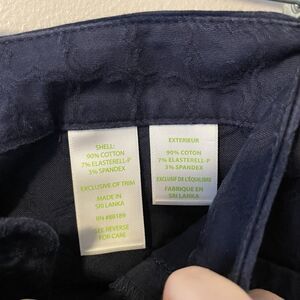 SHELL:
90% COTTON
7% ELASTERELL-P
3% SPANDEX
EXCLUSIVE OF TRIM
MADE IN
SRI LANKA
RN #88189
SEE REVERSE
FOR CARE
EXTERIEUR
90% COTON
7% ELASTERELL-P
3% SPANDEX
EXCLUSIF DE L'ÉQUILIBRE
FABRIQUE EN
SRI LANKA